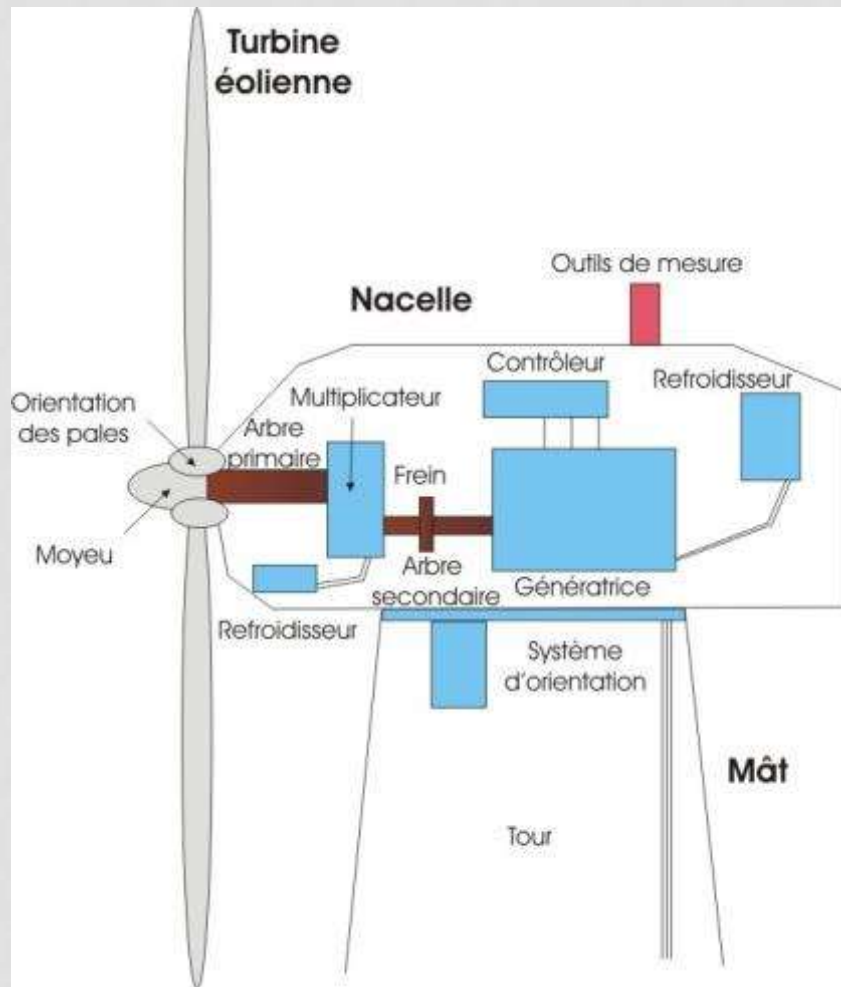 Turbine
éolienne
Outils de mesure
Nacelle
Contrôleur
Refroidisseur
Multiplicateur
Orientation
des pales
Arbre
primaire
Frein
Moyeu
Arbre
secondaire
Génératrice
Refroidisseur
Système
d'orientation
Mât
Tour